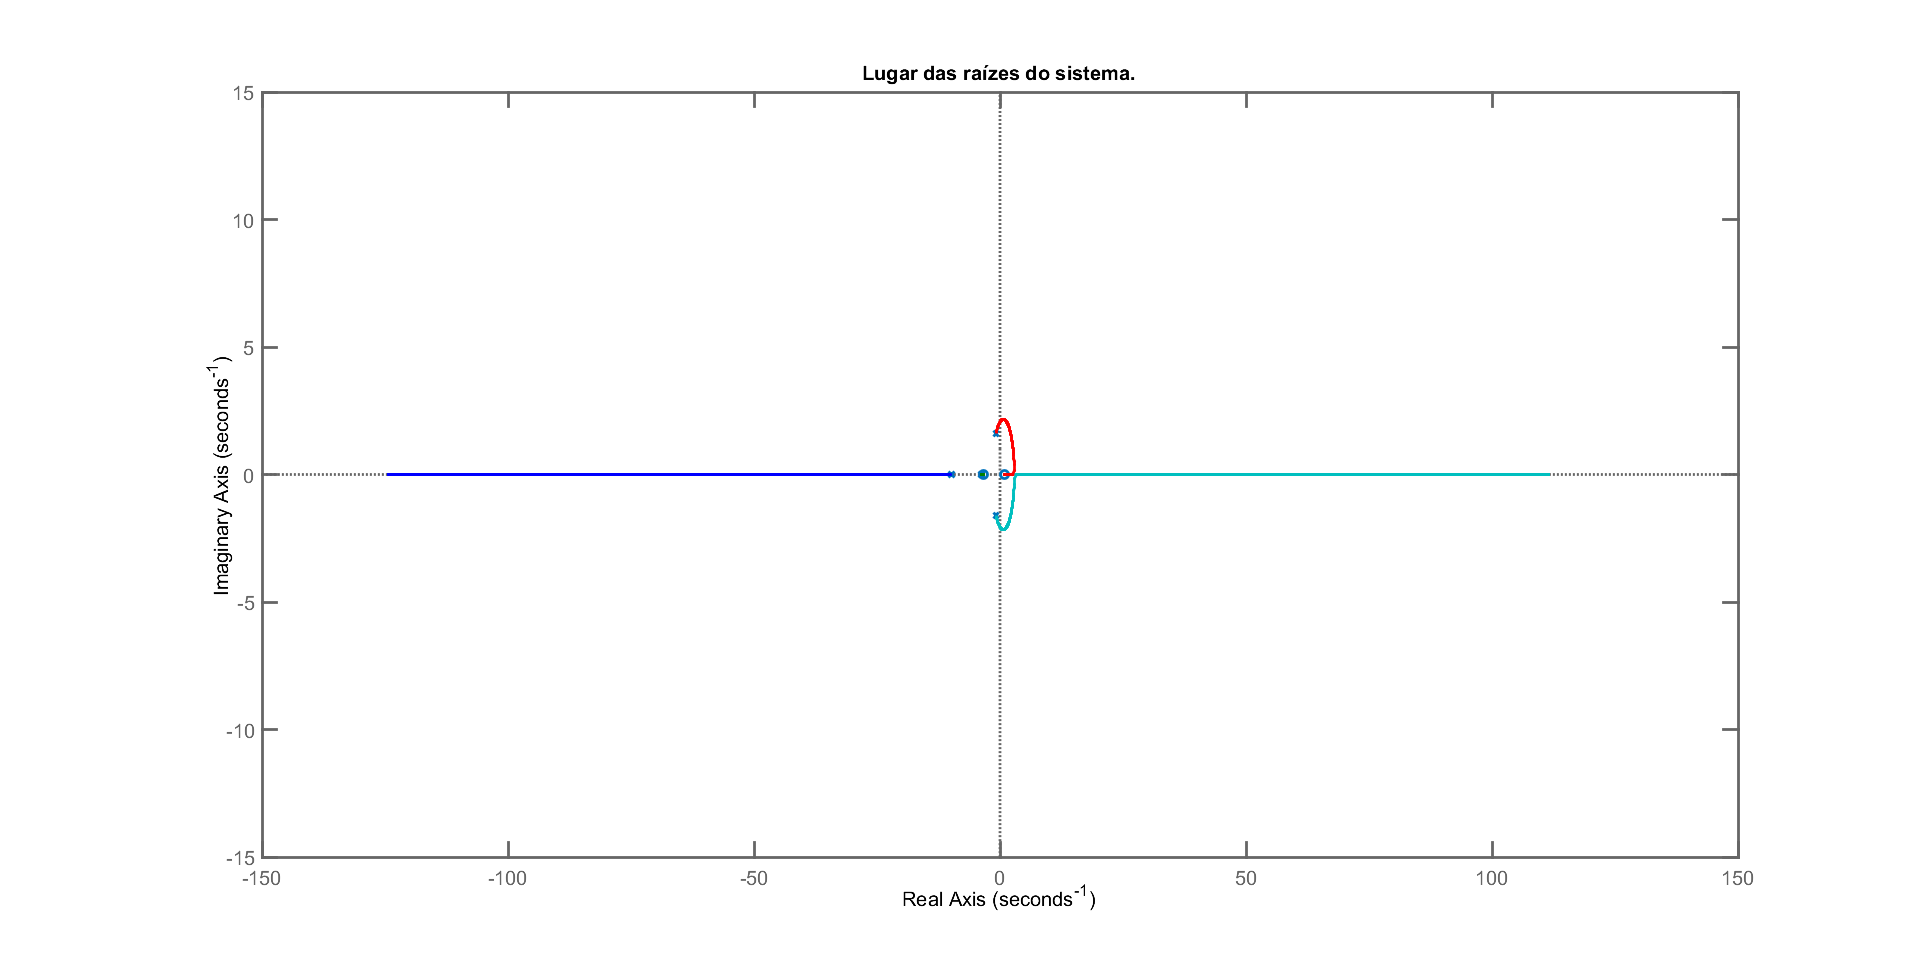 Lugar das raízes do sistema.
15
10
5
0
-5
-10
-15
Imaginary Axis (seconds⁻¹)
-150 -100 -50 0 50 100 150
Real Axis (seconds⁻¹)